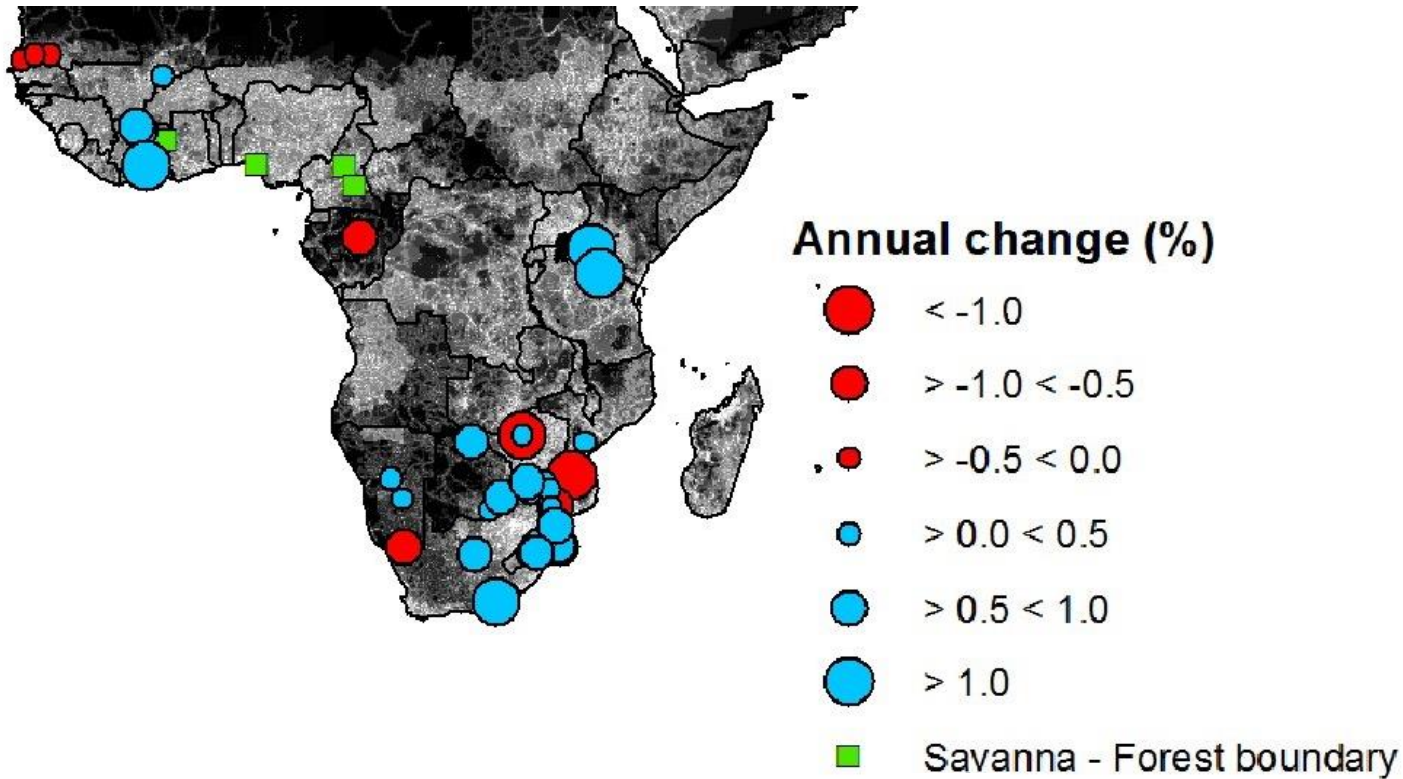 Annual change (%)
< -1.0
> -1.0 < -0.5
> -0.5 < 0.0
> 0.0 < 0.5
> 0.5 < 1.0
> 1.0
Savanna - Forest boundary